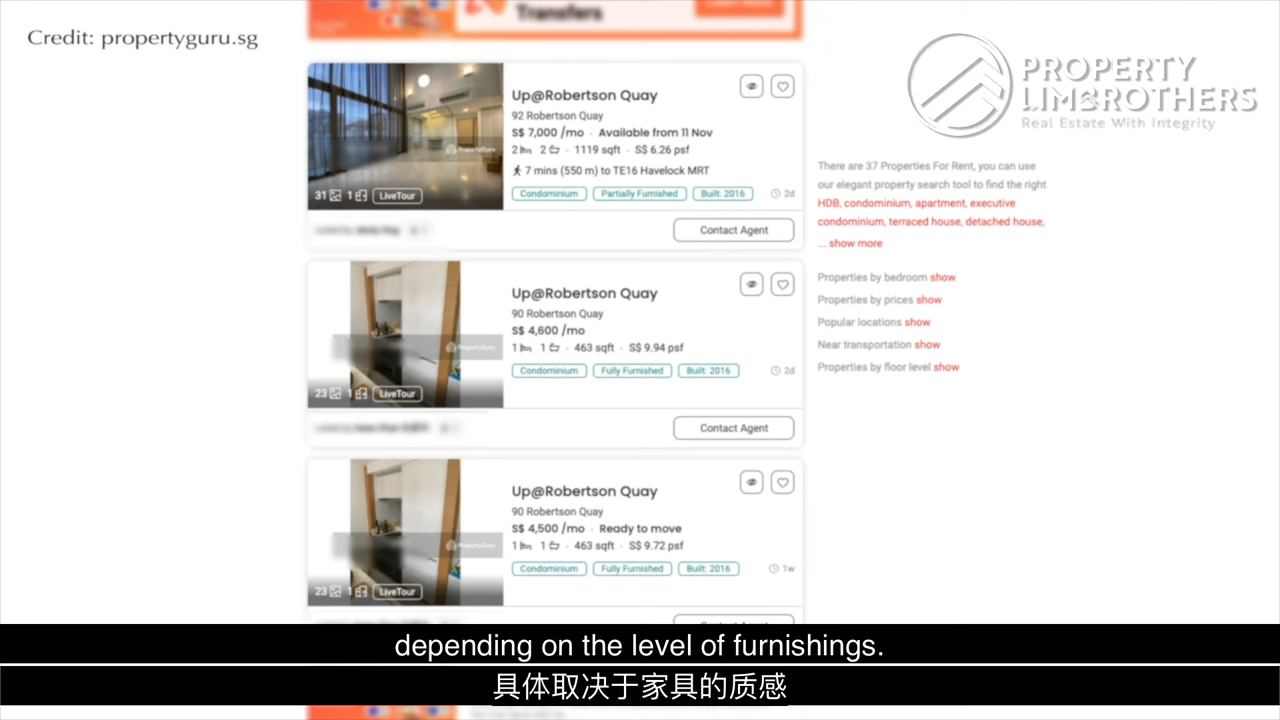 Transfers
Credit: propertyguru.sg
PROPERTY
LIMBROTHERS
Real Estate With Integrity
Up@Robertson Quay
92 Robertson Quay
S$ 7,000 /mo · Available from 11 Nov
2 2 · 1119 sqft · S$ 6.26 psf
7 mins (550 m) to TE16 Havelock MRT
Condominium Partially Furnished Built: 2016 2d
PropertyGuru
31 1 LiveTour
Contact Agent
There are 37 Properties For Rent, you can use
our elegant property search tool to find the right
HDB, condominium, apartment, executive
condominium, terraced house, detached house,
... show more
Properties by bedroom show
Properties by prices show
Popular locations show
Near transportation show
Properties by floor level show
Up@Robertson Quay
90 Robertson Quay
S$ 4,600 /mo
1 1 · 463 sqft · S$ 9.94 psf
Condominium Fully Furnished Built: 2016 2d
PropertyGuru
23 1 LiveTour
Contact Agent
Up@Robertson Quay
90 Robertson Quay
S$ 4,500 /mo · Ready to move
1 1 · 463 sqft · S$ 9.72 psf
Condominium Fully Furnished Built: 2016 1w
PropertyGuru
23 1 LiveTour
Contact Agent
depending on the level of furnishings.
具体取决于家具的质感